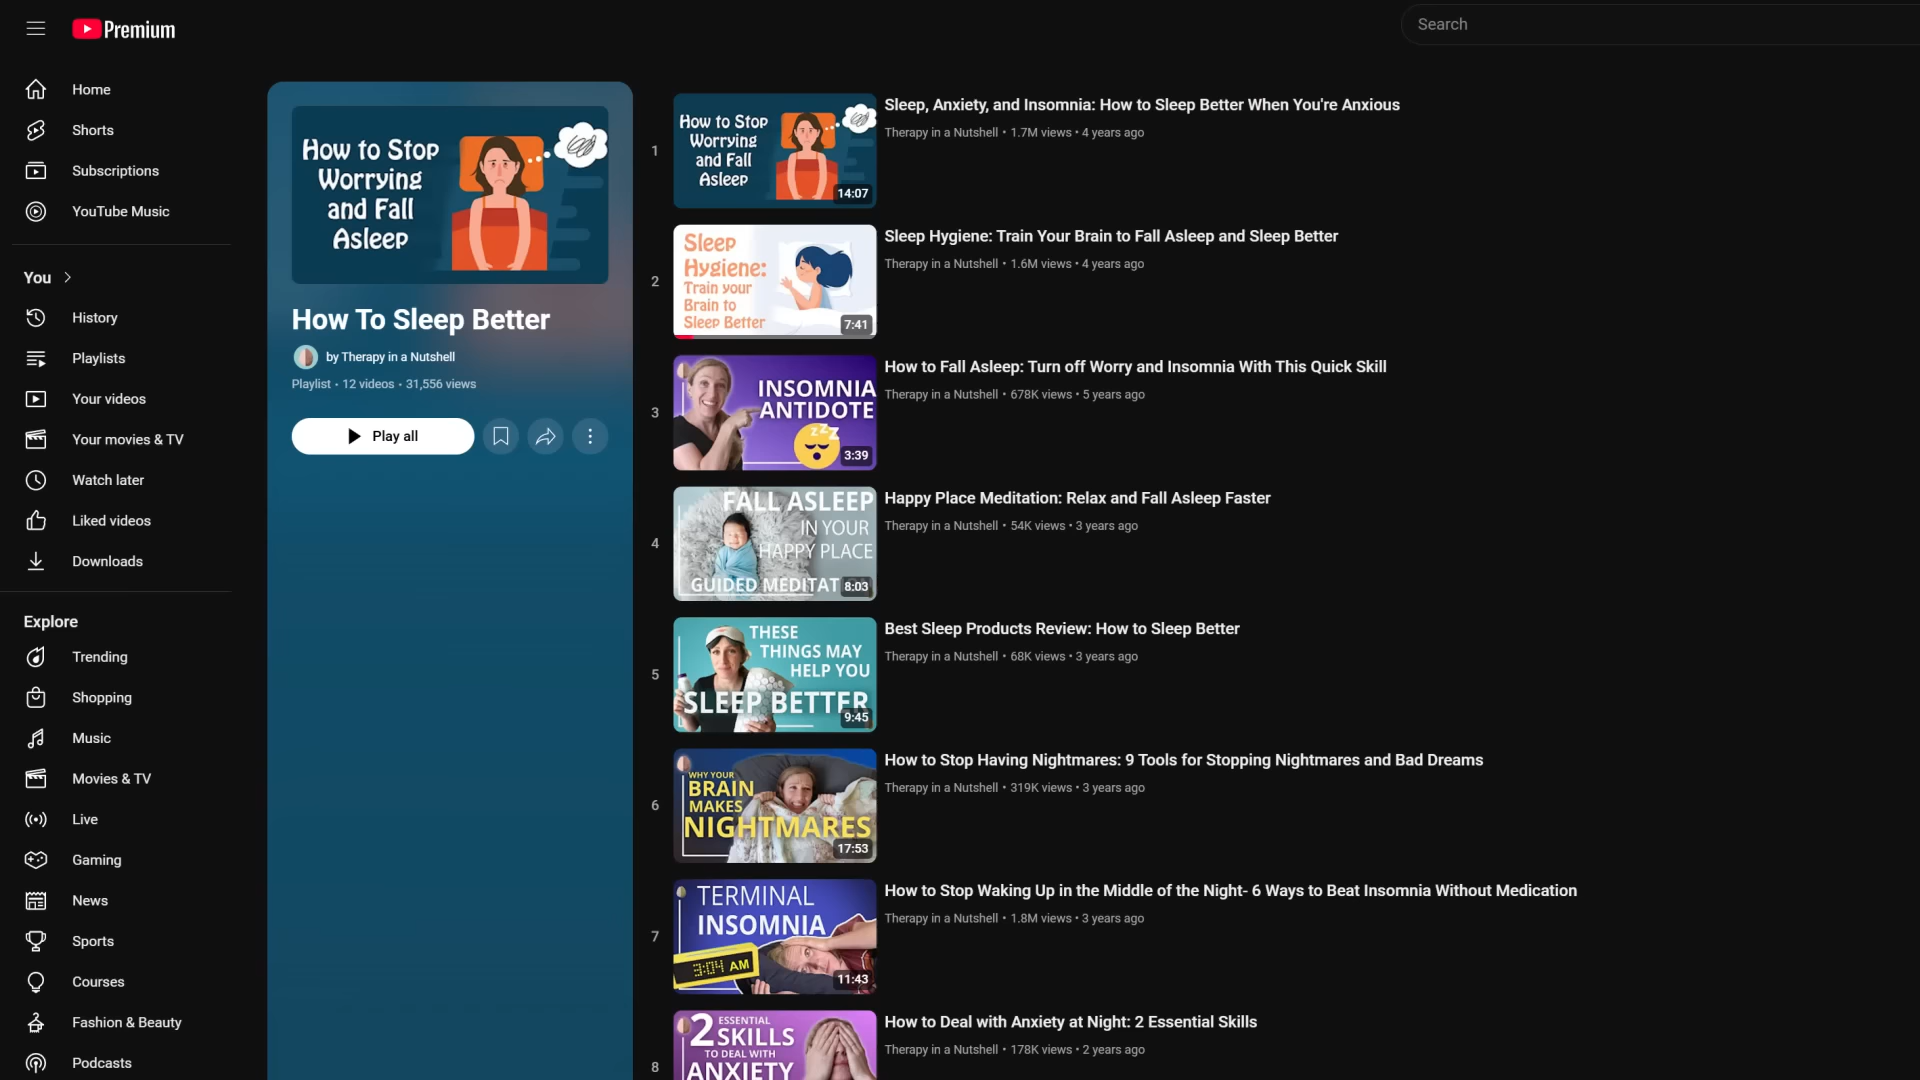 Premium
Search
Home
Shorts
Subscriptions
YouTube Music
You
History
Playlists
Your videos
Your movies & TV
Watch later
Liked videos
Downloads
Explore
Trending
Shopping
Music
Movies & TV
Live
Gaming
News
Sports
Courses
Fashion & Beauty
Podcasts
How to Stop
Worrying
and Fall
Asleep
How To Sleep Better
by Therapy in a Nutshell
Playlist • 12 videos • 31,556 views
Play all
1
How to Stop
Worrying
and Fall
Asleep
14:07
Sleep, Anxiety, and Insomnia: How to Sleep Better When You're Anxious
Therapy in a Nutshell • 1.7M views • 4 years ago
2
Sleep
Hygiene:
Train your
Brain to
Sleep Better
7:41
Sleep Hygiene: Train Your Brain to Fall Asleep and Sleep Better
Therapy in a Nutshell • 1.6M views • 4 years ago
3
INSOMNIA
ANTIDOTE
zzZ
3:39
How to Fall Asleep: Turn off Worry and Insomnia With This Quick Skill
Therapy in a Nutshell • 678K views • 5 years ago
4
FALL ASLEEP
IN YOUR
HAPPY PLACE
GUIDED MEDITAT
8:03
Happy Place Meditation: Relax and Fall Asleep Faster
Therapy in a Nutshell • 54K views • 3 years ago
5
THESE
THINGS MAY
HELP YOU
SLEEP BETTER
9:45
Best Sleep Products Review: How to Sleep Better
Therapy in a Nutshell • 68K views • 3 years ago
6
WHY YOUR
BRAIN
MAKES
NIGHTMARES
17:53
How to Stop Having Nightmares: 9 Tools for Stopping Nightmares and Bad Dreams
Therapy in a Nutshell • 319K views • 3 years ago
7
TERMINAL
INSOMNIA
3:04 AM
11:43
How to Stop Waking Up in the Middle of the Night- 6 Ways to Beat Insomnia Without Medication
Therapy in a Nutshell • 1.8M views • 3 years ago
8
2 ESSENTIAL
SKILLS
TO DEAL WITH
ANXIETY
How to Deal with Anxiety at Night: 2 Essential Skills
Therapy in a Nutshell • 178K views • 2 years ago